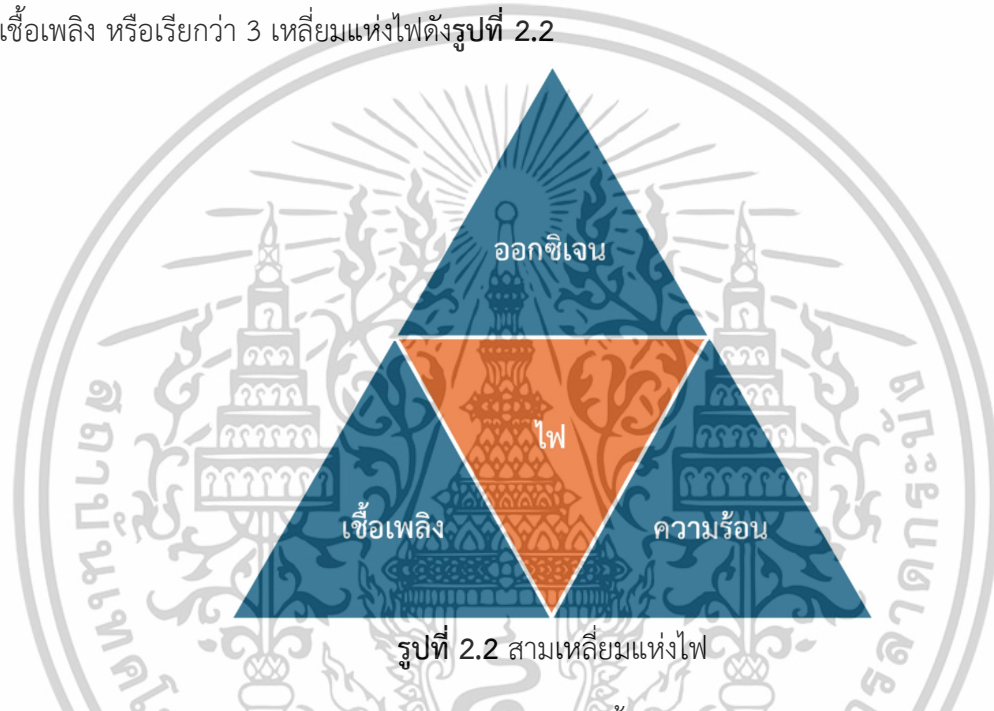 เชื้อเพลิง หรือเรียกว่า 3 เหลี่ยมแห่งไฟดังรูปที่ 2.2
ออกซิเจน
ไฟ
เชื้อเพลิง
ความร้อน
รูปที่ 2.2 สามเหลี่ยมแห่งไฟ